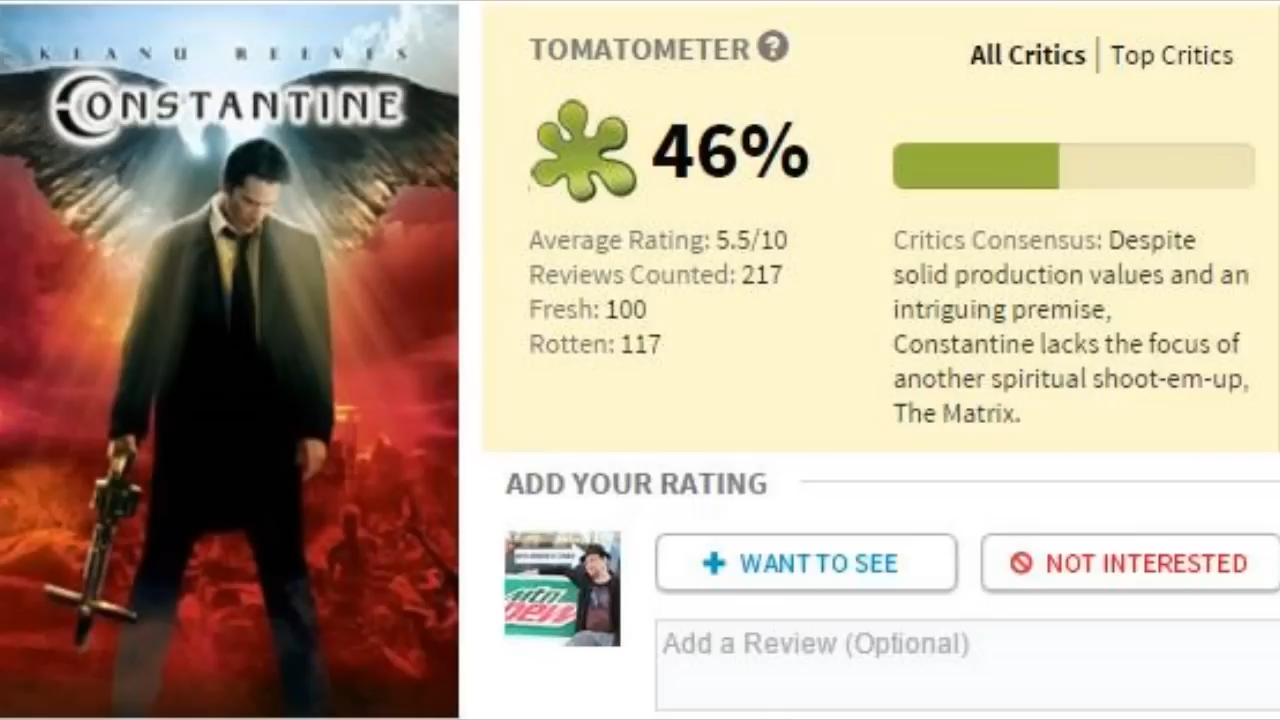 KEANU REEVES
CONSTANTINE
TOMATOMETER ?
All Critics | Top Critics
46%
Average Rating: 5.5/10
Reviews Counted: 217
Fresh: 100
Rotten: 117
Critics Consensus: Despite
solid production values and an
intriguing premise,
Constantine lacks the focus of
another spiritual shoot-em-up,
The Matrix.
ADD YOUR RATING
mtn
new
WANT TO SEE
NOT INTERESTED
Add a Review (Optional)